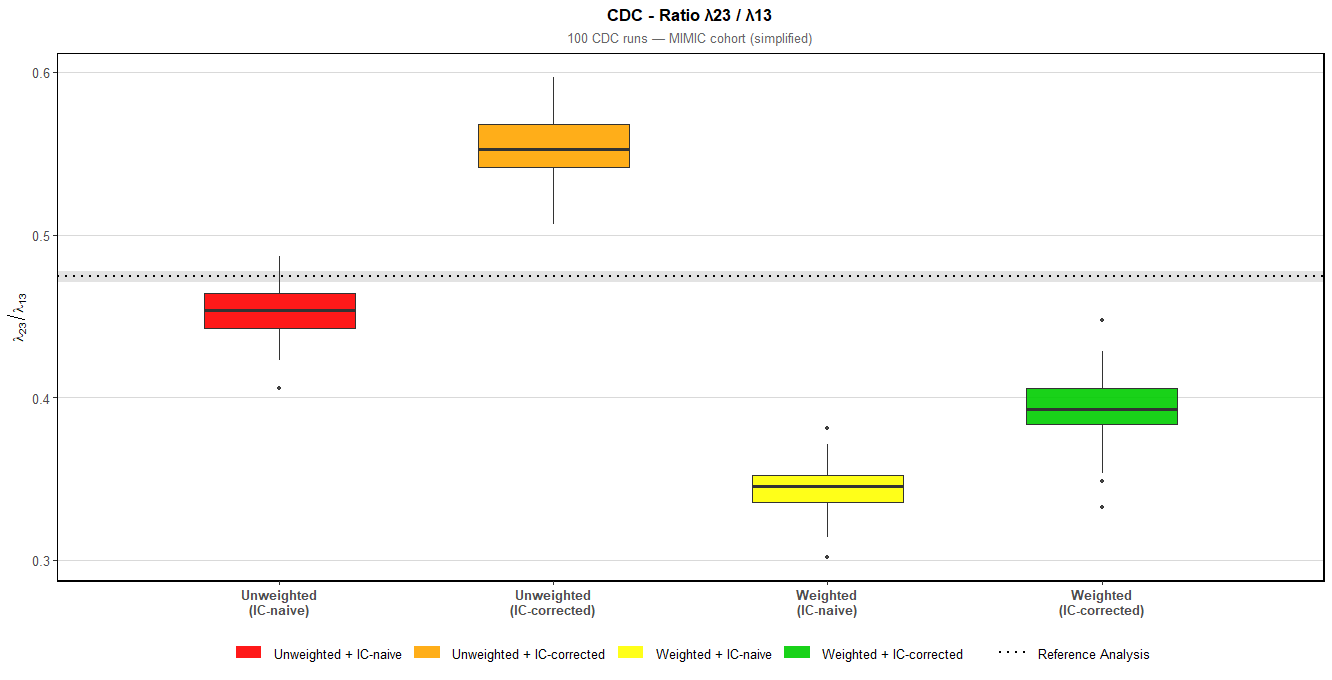 CDC - Ratio λ23 / λ13
100 CDC runs — MIMIC cohort (simplified)
0.6
0.5
0.4
0.3
λ23 / λ13
Unweighted
(IC-naive)
Unweighted
(IC-corrected)
Weighted
(IC-naive)
Weighted
(IC-corrected)
Unweighted + IC-naive
Unweighted + IC-corrected
Weighted + IC-naive
Weighted + IC-corrected
Reference Analysis